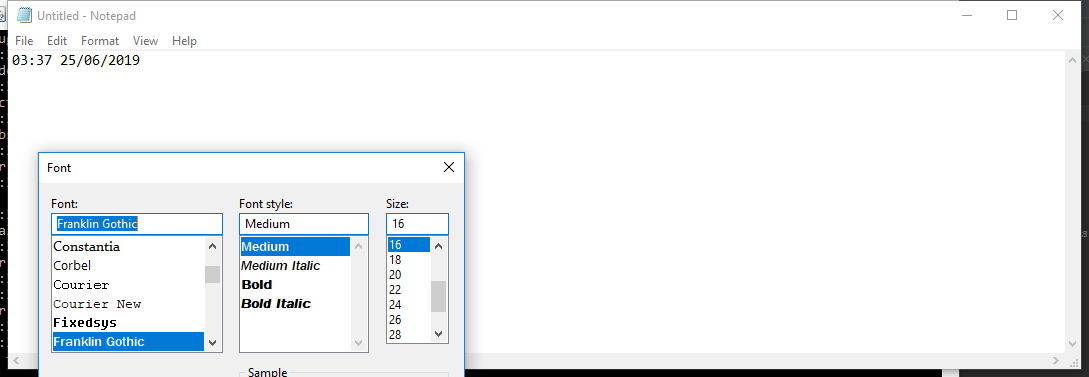 Untitled - Notepad
File Edit Format View Help
03:37 25/06/2019
Font
Font: Font style: Size:
Franklin Gothic Medium 16
Constantia Medium 16
Corbel Medium Italic 18
Courier Bold 20
Courier New Bold Italic 22
Fixedsys 24
Franklin Gothic 26
28
Sample